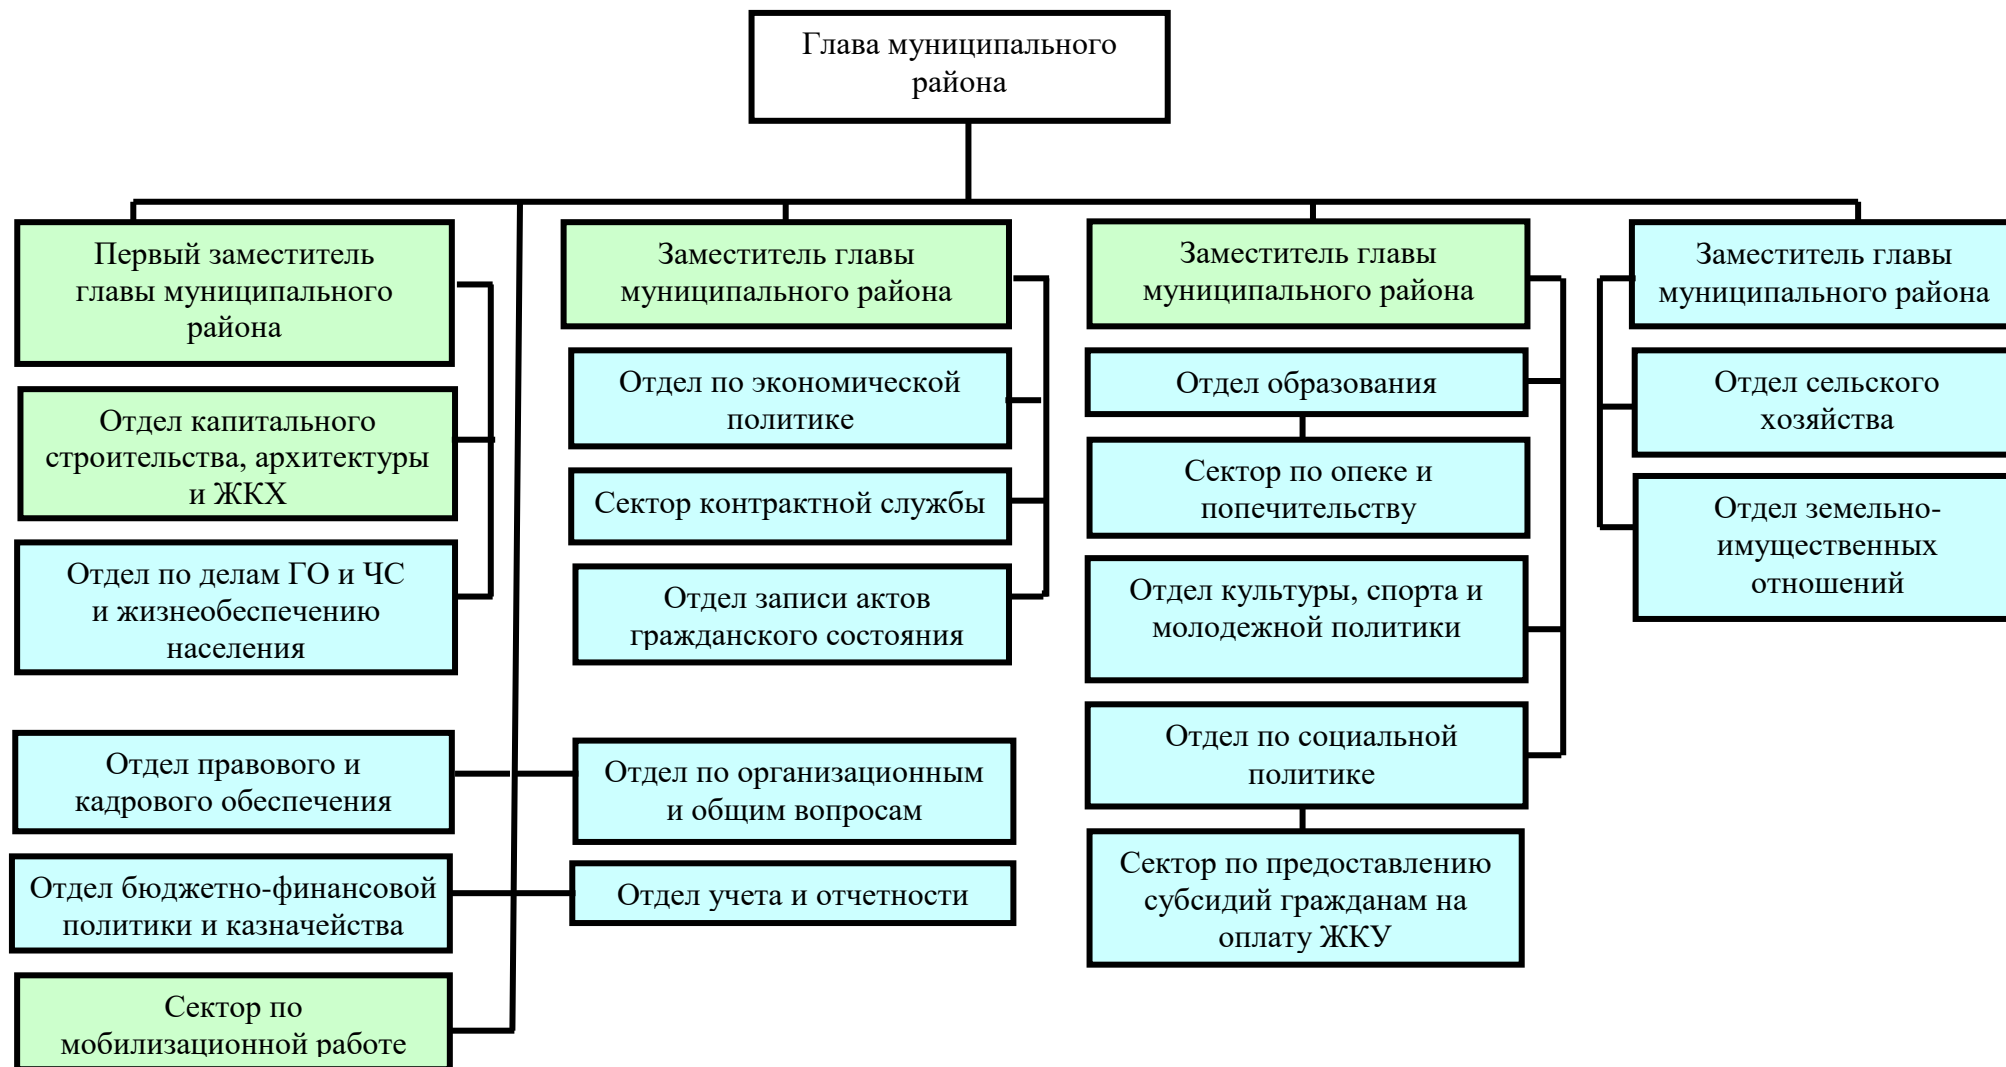 Глава муниципального
района
Первый заместитель
главы муниципального
района
Отдел капитального
строительства, архитектуры
и ЖКХ
Отдел по делам ГО и ЧС
и жизнеобеспечению
населения
Отдел правового и
кадрового обеспечения
Отдел бюджетно-финансовой
политики и казначейства
Сектор по
мобилизационной работе
Заместитель главы
муниципального района
Отдел по экономической
политике
Сектор контрактной службы
Отдел записи актов
гражданского состояния
Отдел по организационным
и общим вопросам
Отдел учета и отчетности
Заместитель главы
муниципального района
Отдел образования
Сектор по опеке и
попечительству
Отдел культуры, спорта и
молодежной политики
Отдел по социальной
политике
Сектор по предоставлению
субсидий гражданам на
оплату ЖКУ
Заместитель главы
муниципального района
Отдел сельского
хозяйства
Отдел земельно-
имущественных
отношений